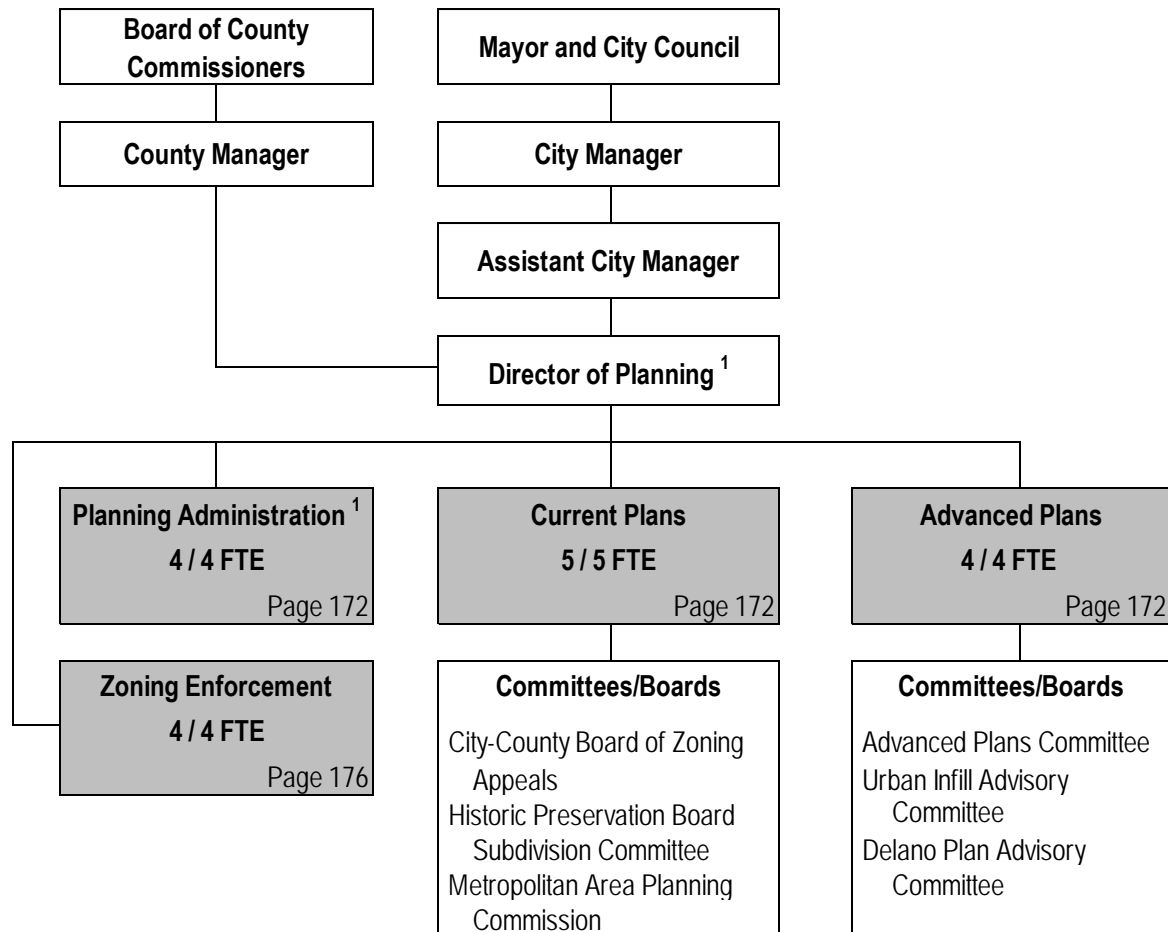 Board of County
Commissioners
Mayor and City Council
County Manager
City Manager
Assistant City Manager
Director of Planning 1
Planning Administration 1
4 / 4 FTE
Page 172
Current Plans
5 / 5 FTE
Page 172
Advanced Plans
4 / 4 FTE
Page 172
Zoning Enforcement
4 / 4 FTE
Page 176
Committees/Boards
City-County Board of Zoning
Appeals
Historic Preservation Board
Subdivision Committee
Metropolitan Area Planning
Commission
Committees/Boards
Advanced Plans Committee
Urban Infill Advisory
Committee
Delano Plan Advisory
Committee